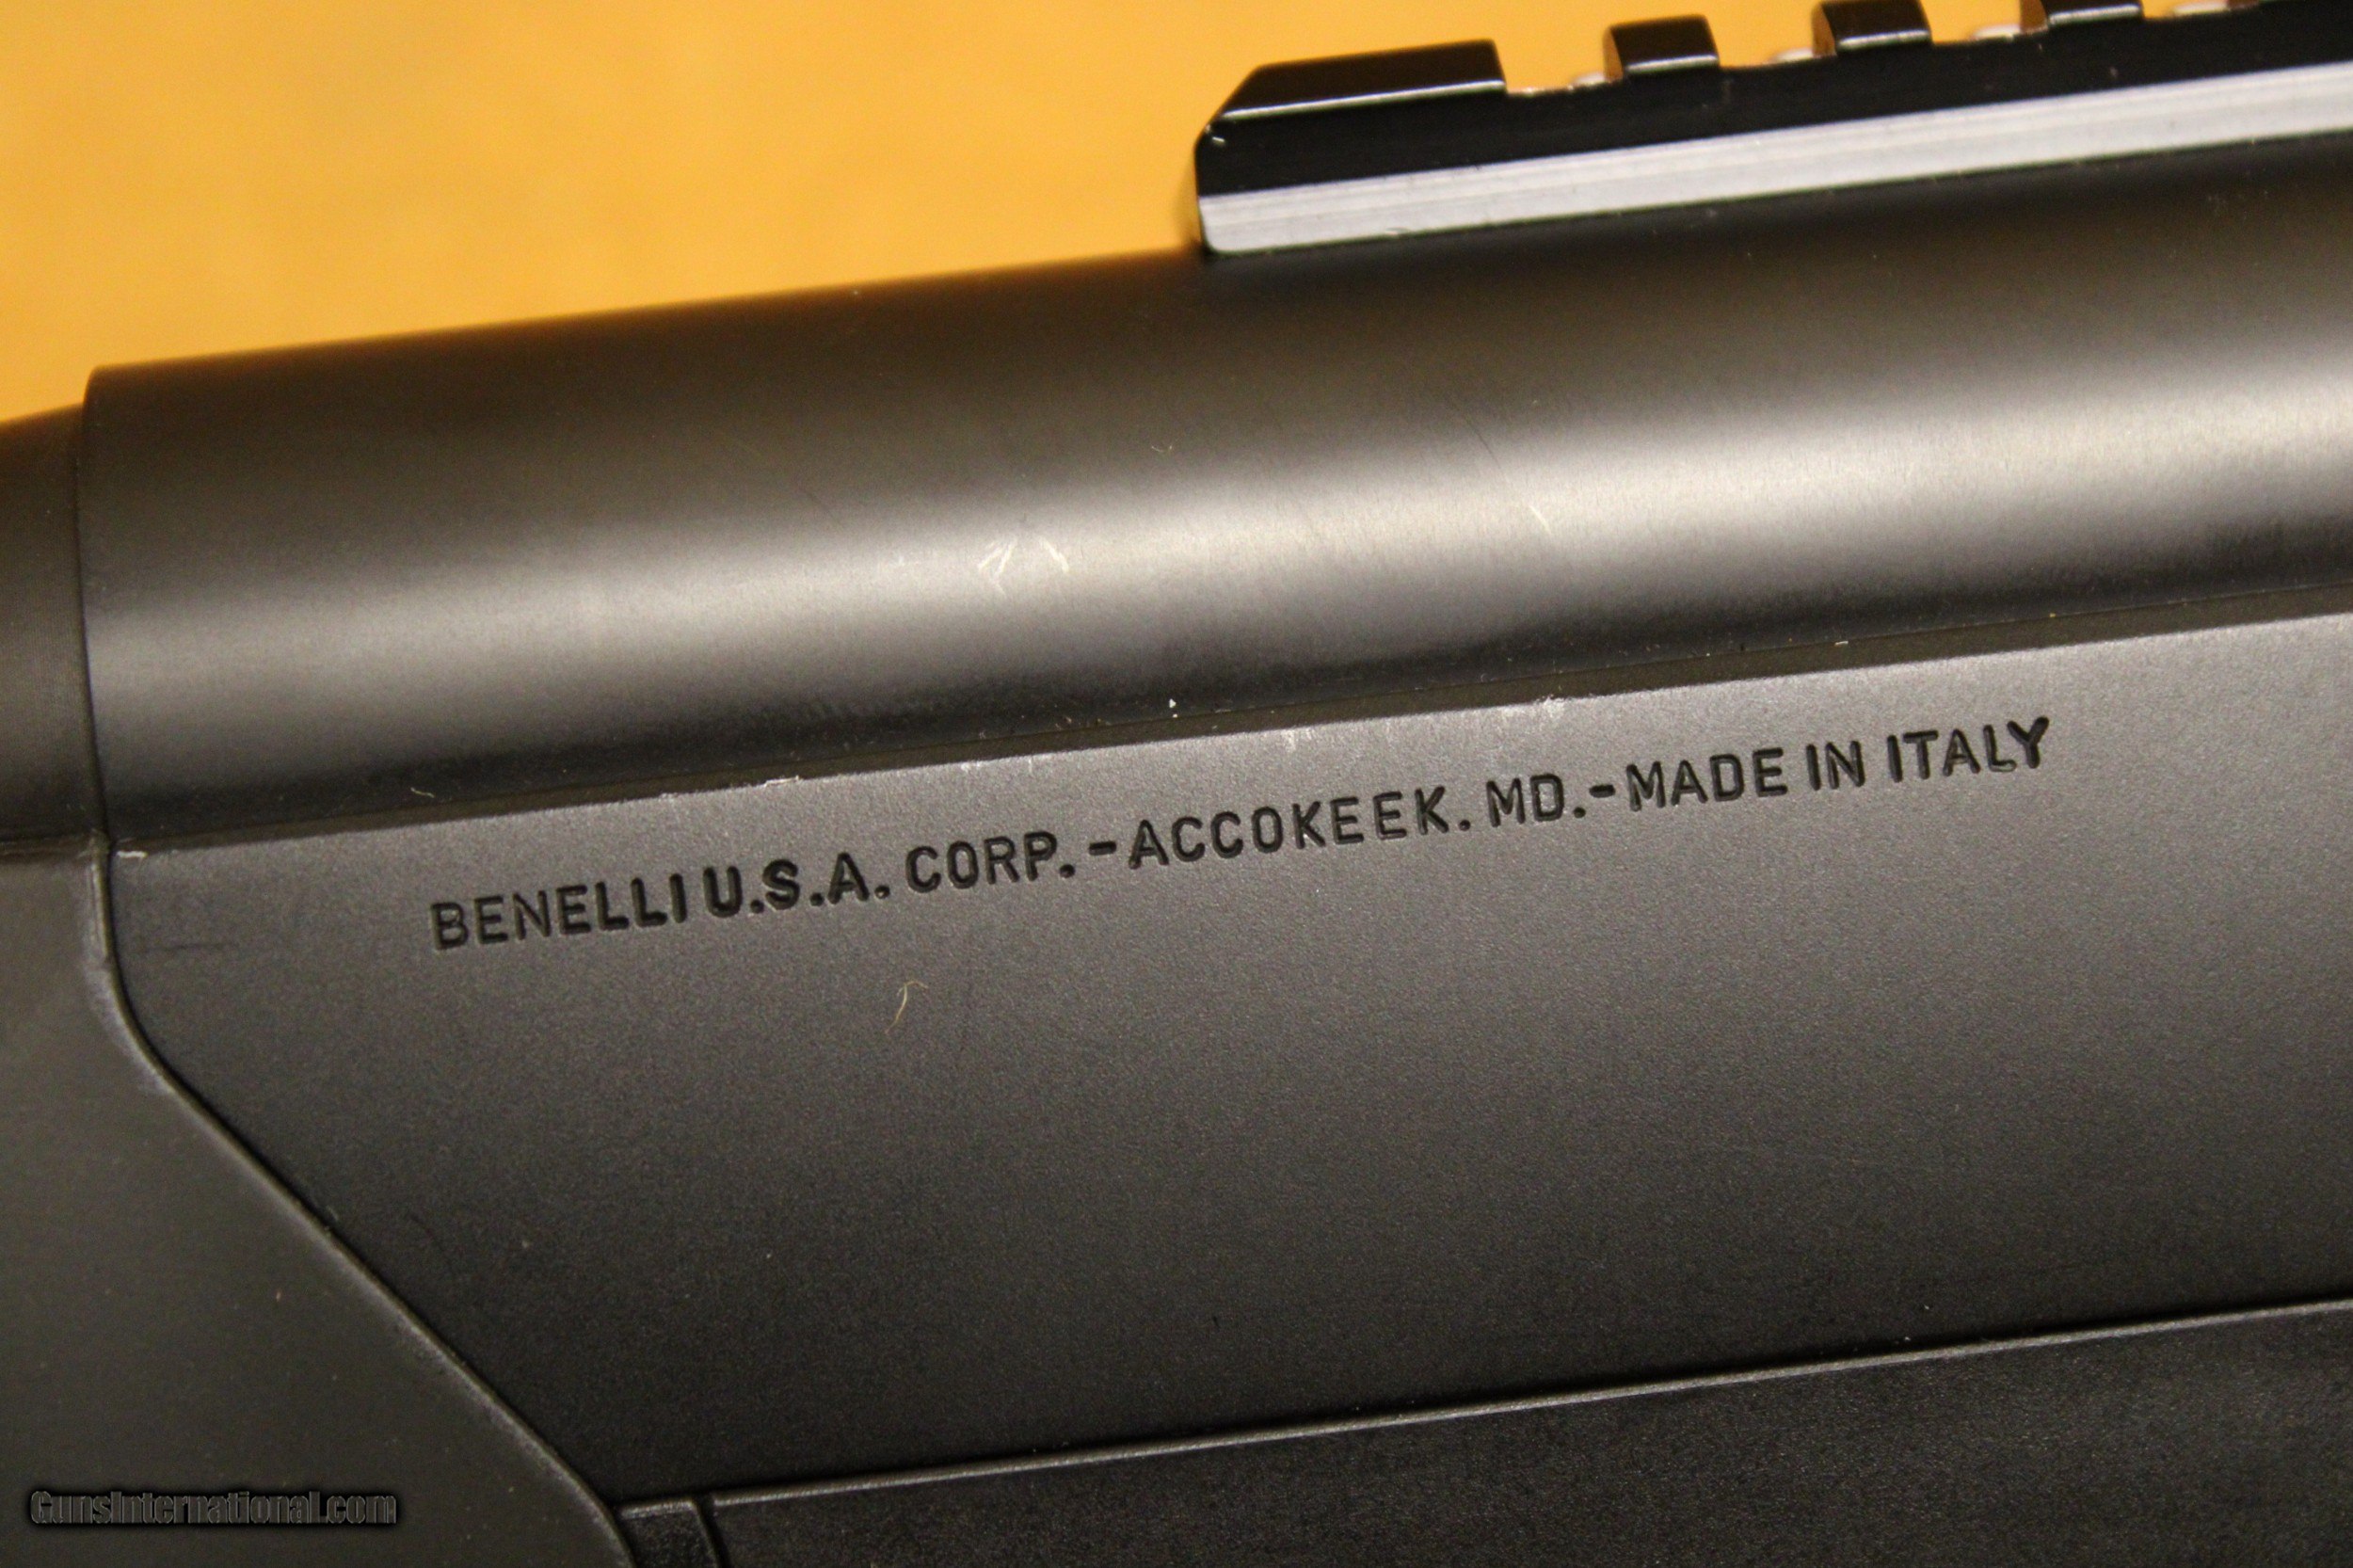 BENELLI U.S.A. CORP. - ACCOKEEK. MD. - MADE IN ITALY
GunsInternational.com